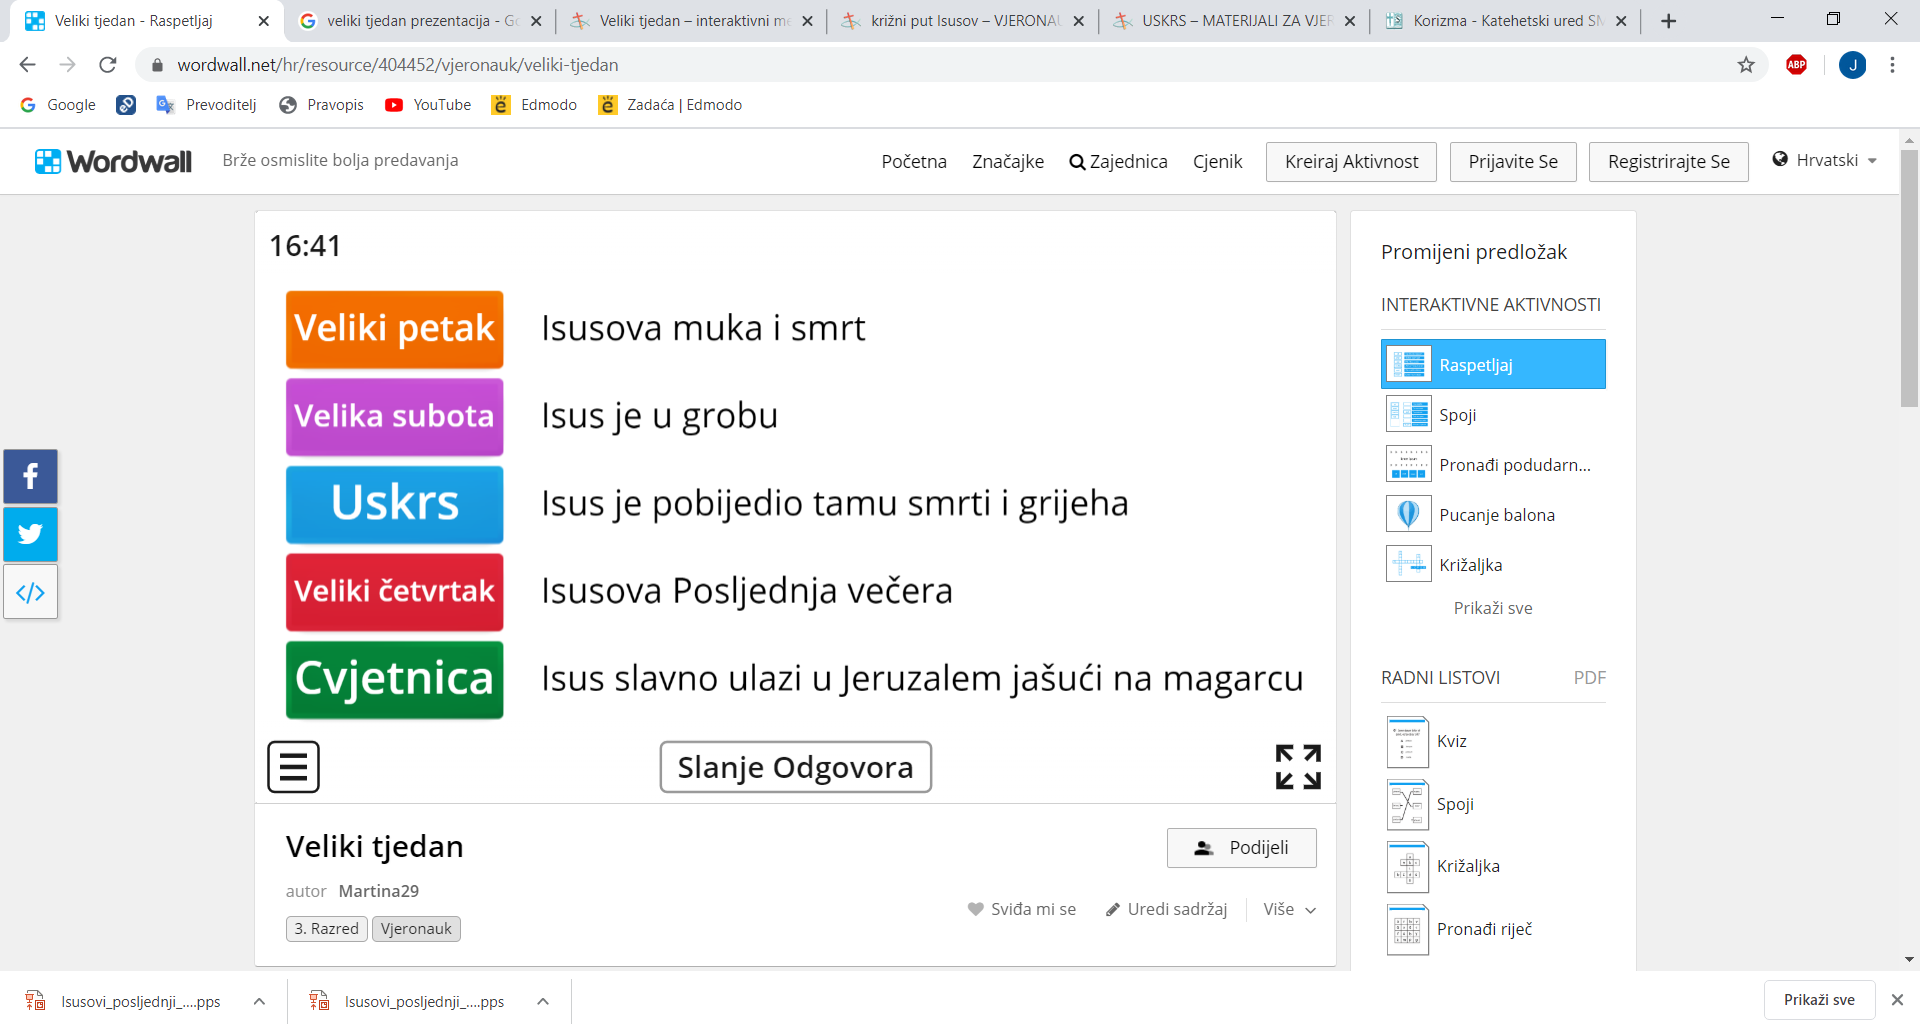 Veliki tjedan - Raspetljaj
veliki tjedan prezentacija - Go
Veliki tjedan – interaktivni me
križni put Isusov – VJERONAU
USKRS – MATERIJALI ZA VJER
Korizma - Katehetski ured SM
wordwall.net/hr/resource/404452/vjeronauk/veliki-tjedan
ABP
J
Google
Prevoditelj
Pravopis
YouTube
Edmodo
Zadaća | Edmodo
Wordwall
Brže osmislite bolja predavanja
Početna
Značajke
Zajednica
Cjenik
Kreiraj Aktivnost
Prijavite Se
Registrirajte Se
Hrvatski
16:41
Veliki petak Isusova muka i smrt
Velika subota Isus je u grobu
Uskrs Isus je pobijedio tamu smrti i grijeha
Veliki četvrtak Isusova Posljednja večera
Cvjetnica Isus slavno ulazi u Jeruzalem jašući na magarcu
Slanje Odgovora
Veliki tjedan
Podijeli
autor Martina29
Sviđa mi se
Uredi sadržaj
Više
3. Razred
Vjeronauk
Promijeni predložak
INTERAKTIVNE AKTIVNOSTI
Raspetljaj
Spoji
Pronađi podudarn...
Pucanje balona
Križaljka
Prikaži sve
RADNI LISTOVI PDF
Kviz
Spoji
Križaljka
Pronađi riječ
Isusovi_posljednji_....pps
Isusovi_posljednji_....pps
Prikaži sve